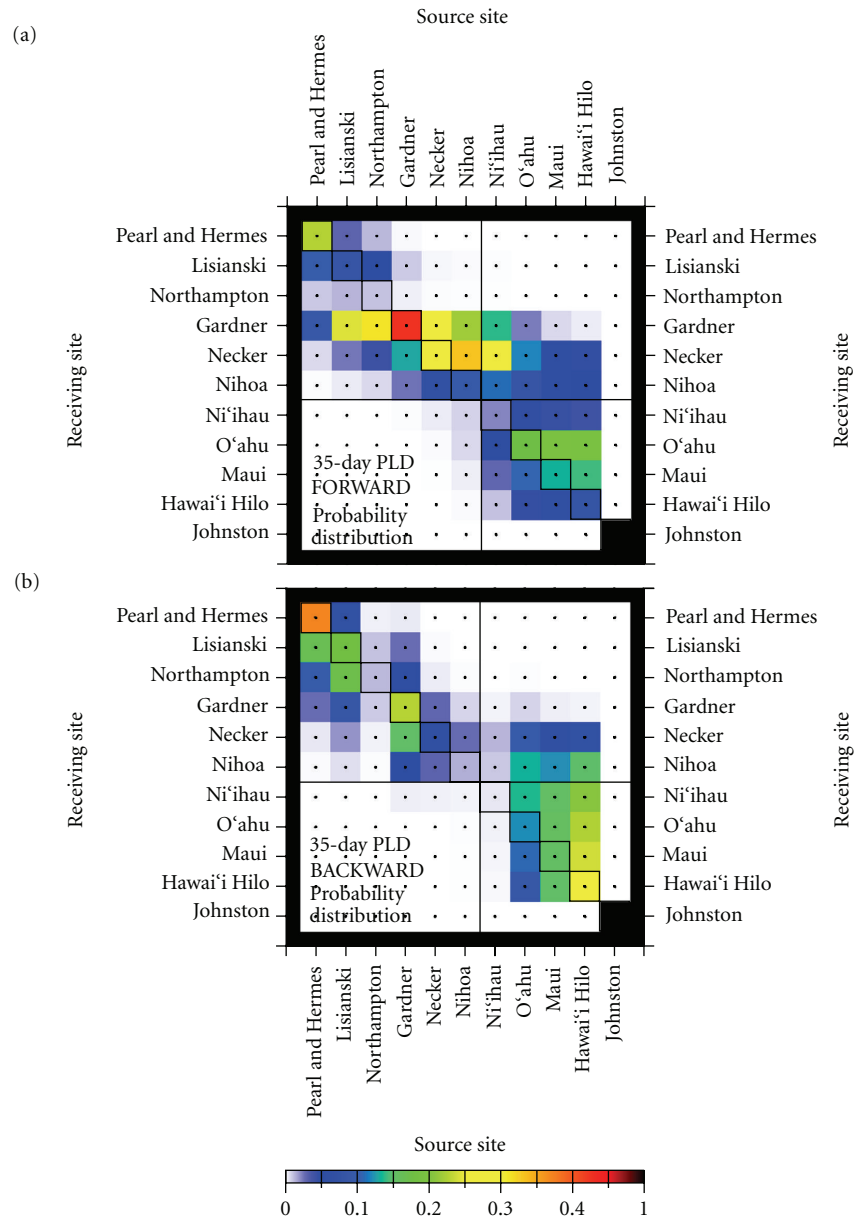 Source site
(a)
Pearl and Hermes
Lisianski
Northampton
Gardner
Necker
Nihoa
Ni‘ihau
O‘ahu
Maui
Hawai‘i Hilo
Johnston
Receiving site
Pearl and Hermes
Lisianski
Northampton
Gardner
Necker
Nihoa
Ni‘ihau
O‘ahu
Maui
Hawai‘i Hilo
Johnston
35-day PLD
FORWARD
Probability
distribution
Pearl and Hermes
Lisianski
Northampton
Gardner
Necker
Nihoa
Ni‘ihau
O‘ahu
Maui
Hawai‘i Hilo
Johnston
Receiving site
(b)
Receiving site
Pearl and Hermes
Lisianski
Northampton
Gardner
Necker
Nihoa
Ni‘ihau
O‘ahu
Maui
Hawai‘i Hilo
Johnston
35-day PLD
BACKWARD
Probability
distribution
Pearl and Hermes
Lisianski
Northampton
Gardner
Necker
Nihoa
Ni‘ihau
O‘ahu
Maui
Hawai‘i Hilo
Johnston
Receiving site
Pearl and Hermes
Lisianski
Northampton
Gardner
Necker
Nihoa
Ni‘ihau
O‘ahu
Maui
Hawai‘i Hilo
Johnston
Source site
0 0.1 0.2 0.3 0.4 1